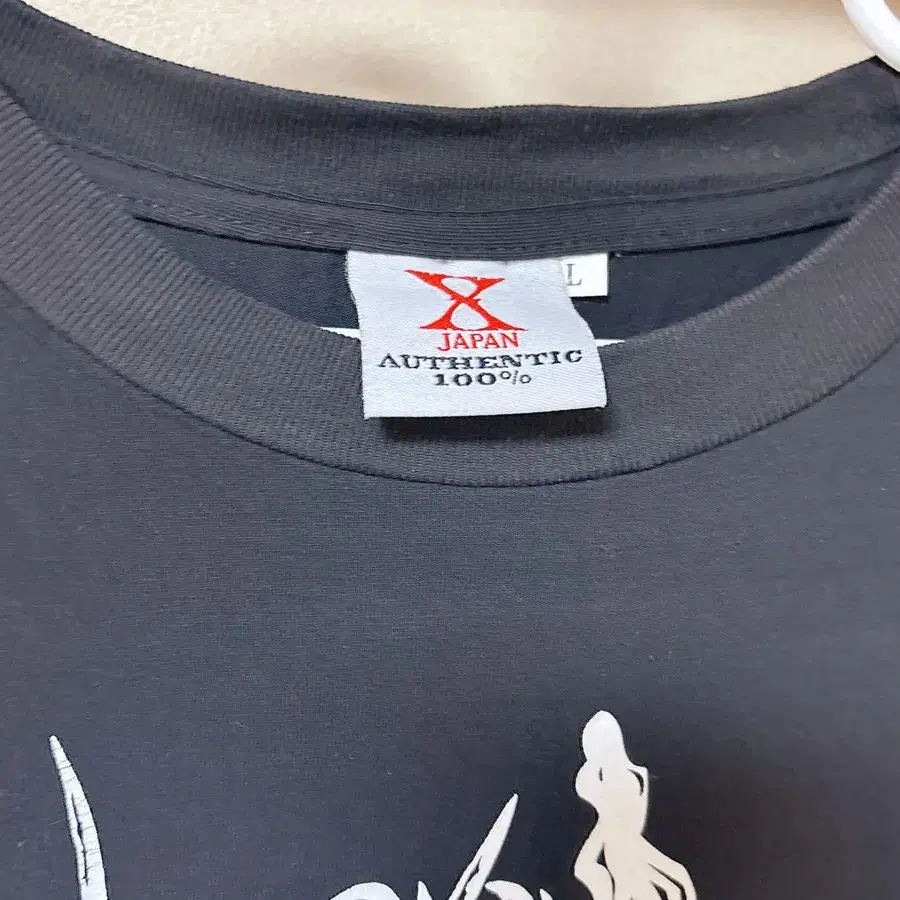 L
X
JAPAN
AUTHENTIC
100%